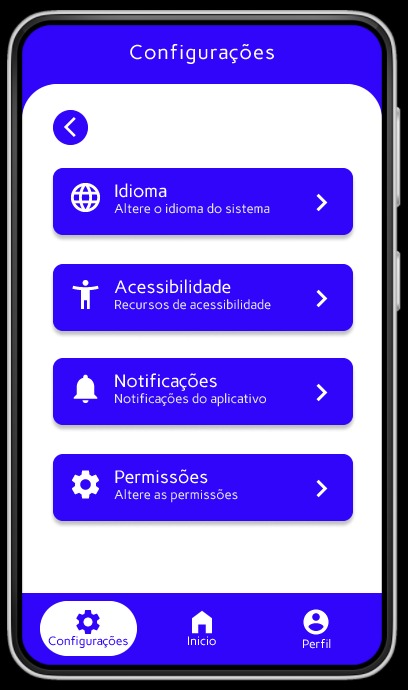 Configurações
Idioma
Altere o idioma do sistema
Acessibilidade
Recursos de acessibilidade
Notificações
Notificações do aplicativo
Permissões
Altere as permissões
Configurações
Inicio
Perfil